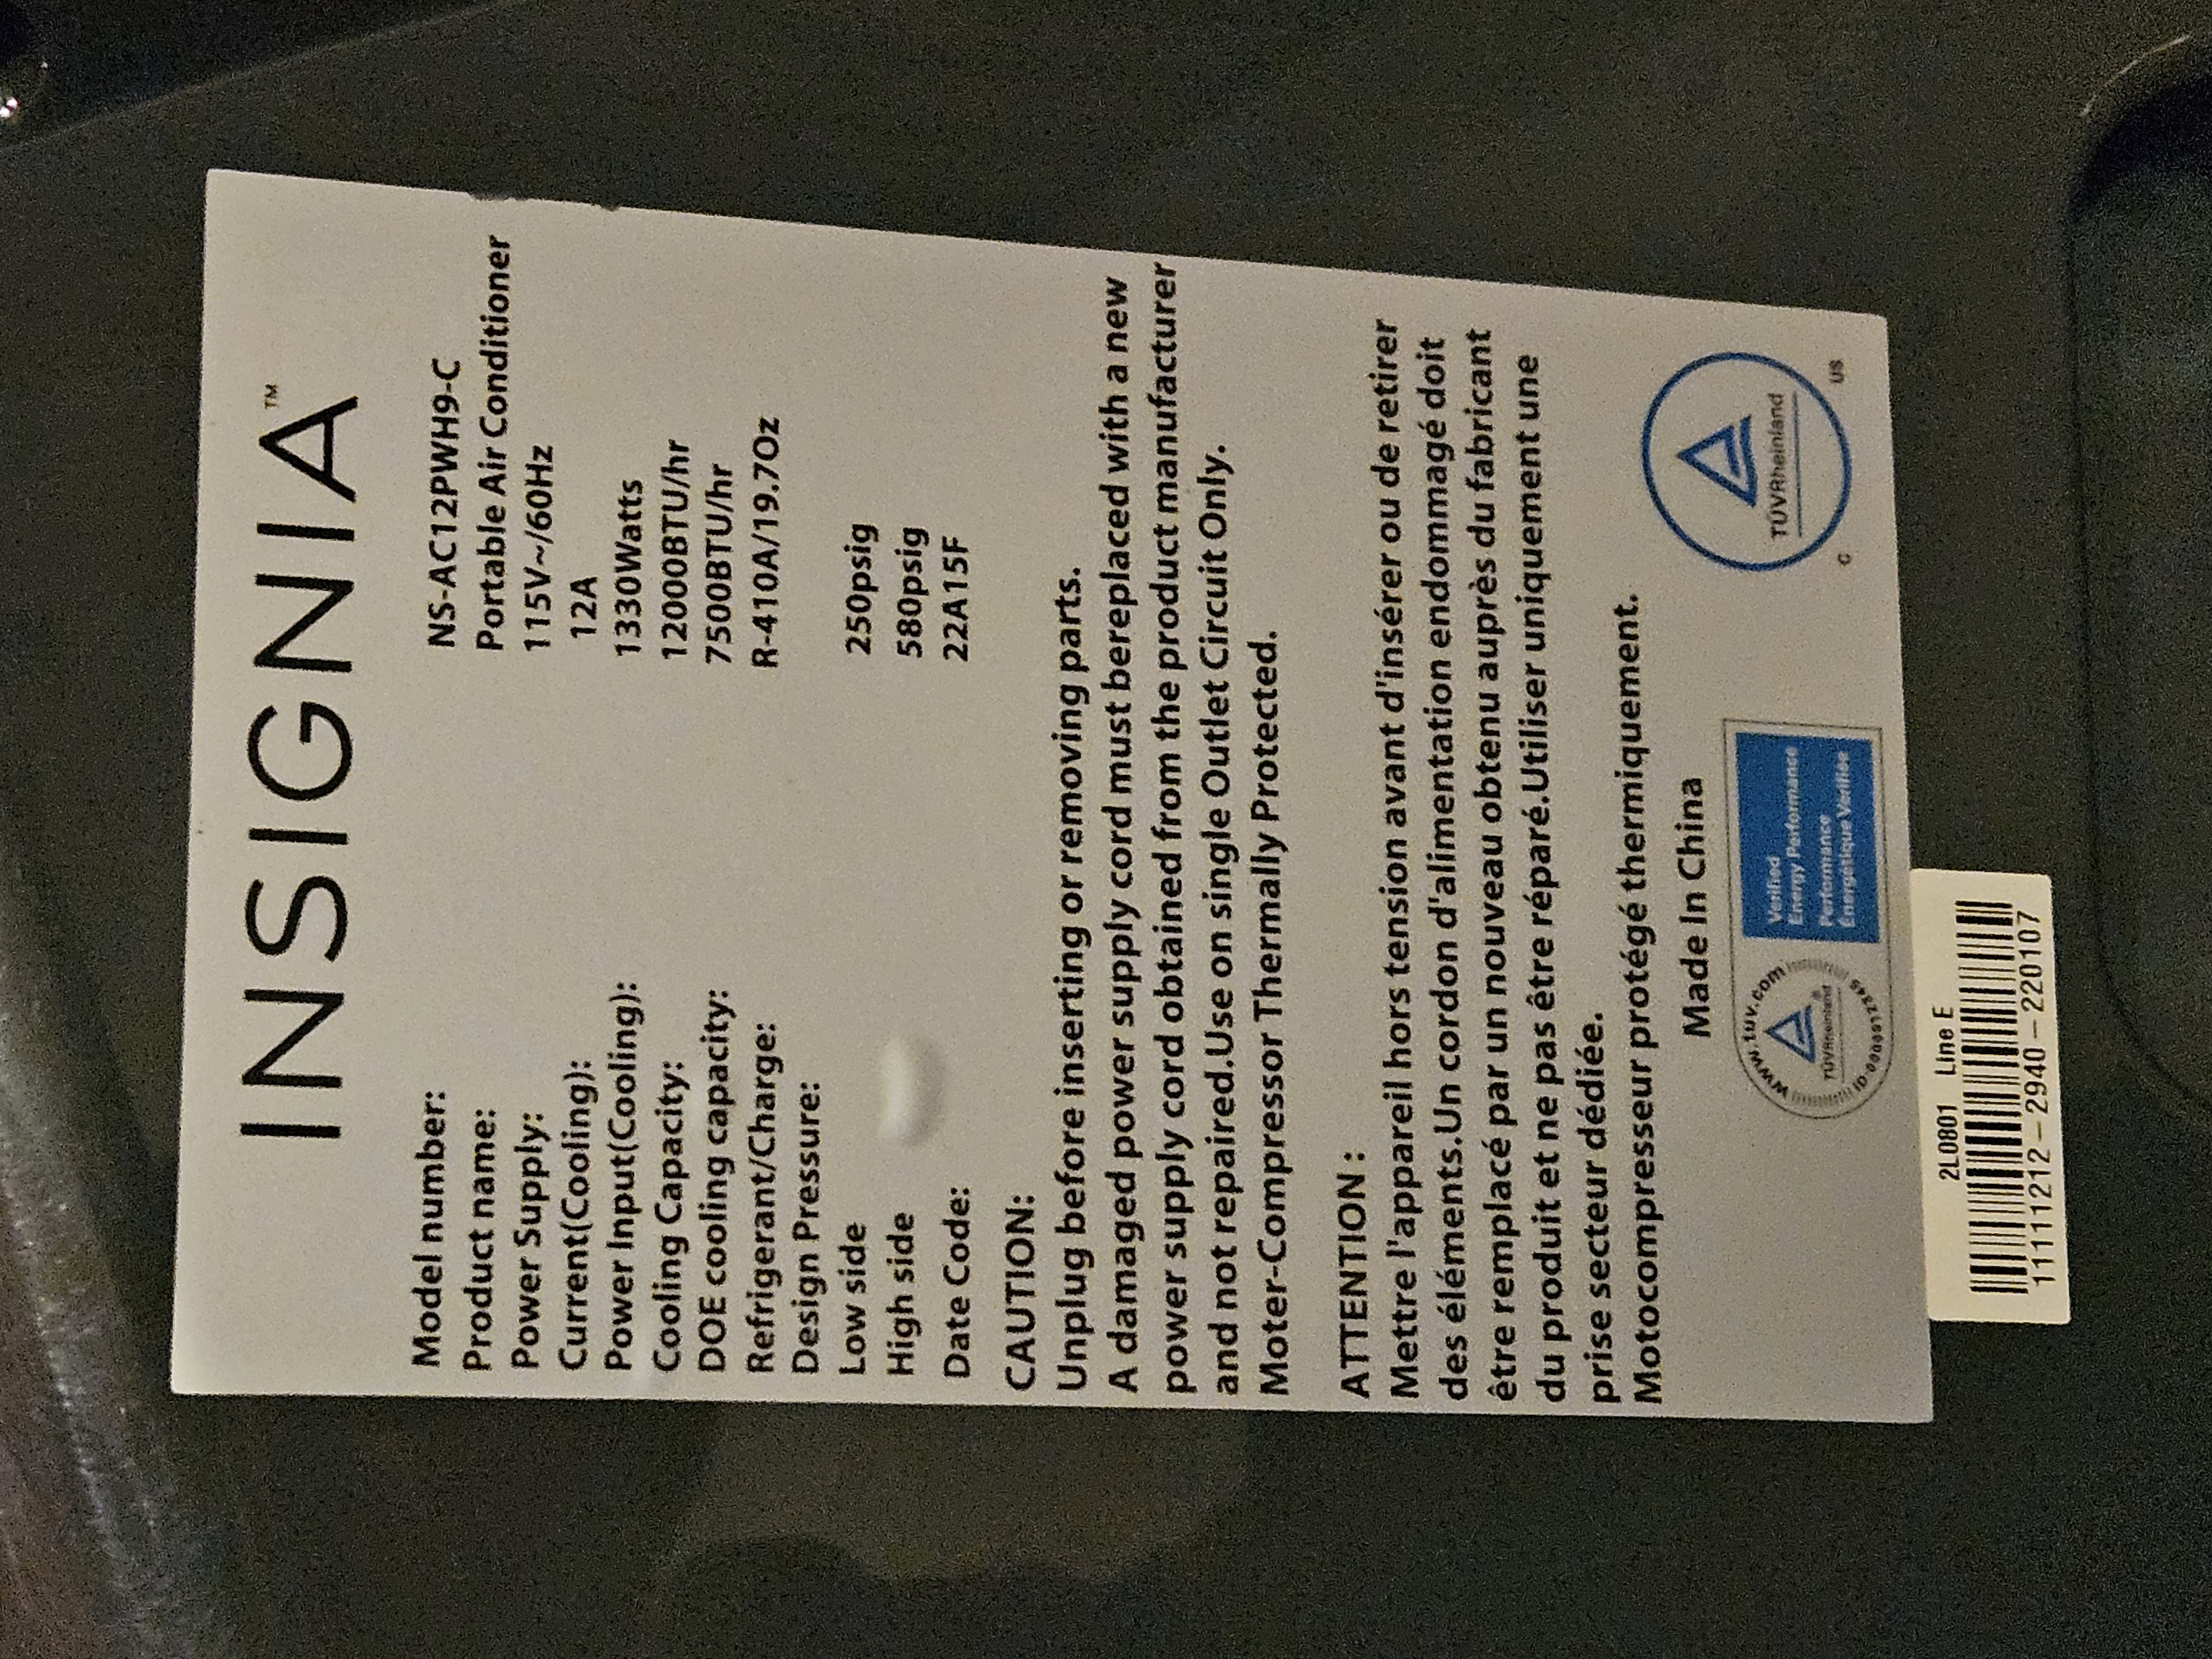 INSIGNIA™
Model number: NS-AC12PWH9-C
Product name: Portable Air Conditioner
Power Supply: 115V~/60Hz
Current(Cooling): 12A
Power Input(Cooling): 1330Watts
Cooling Capacity: 12000BTU/hr
DOE cooling capacity: 7500BTU/hr
Refrigerant/Charge: R-410A/19.7Oz
Design Pressure:
Low side 250psig
High side 580psig
Date Code: 22A15F
CAUTION:
Unplug before inserting or removing parts.
A damaged power supply cord must bereplaced with a new
power supply cord obtained from the product manufacturer
and not repaired.Use on single Outlet Circuit Only.
Moter-Compressor Thermally Protected.
ATTENTION :
Mettre l'appareil hors tension avant d'insérer ou de retirer
des éléments.Un cordon d'alimentation endommagé doit
être remplacé par un nouveau obtenu auprès du fabricant
du produit et ne pas être réparé.Utiliser uniquement une
prise secteur dédiée.
Motocompresseur protégé thermiquement.
Made In China
www.tuv.com
TÜVRheinland
Verified
Energy Performance
Performance
Énergétique Vérifiée
TÜVRheinland
C US
2L0801 Line E
1111212-2940-220107